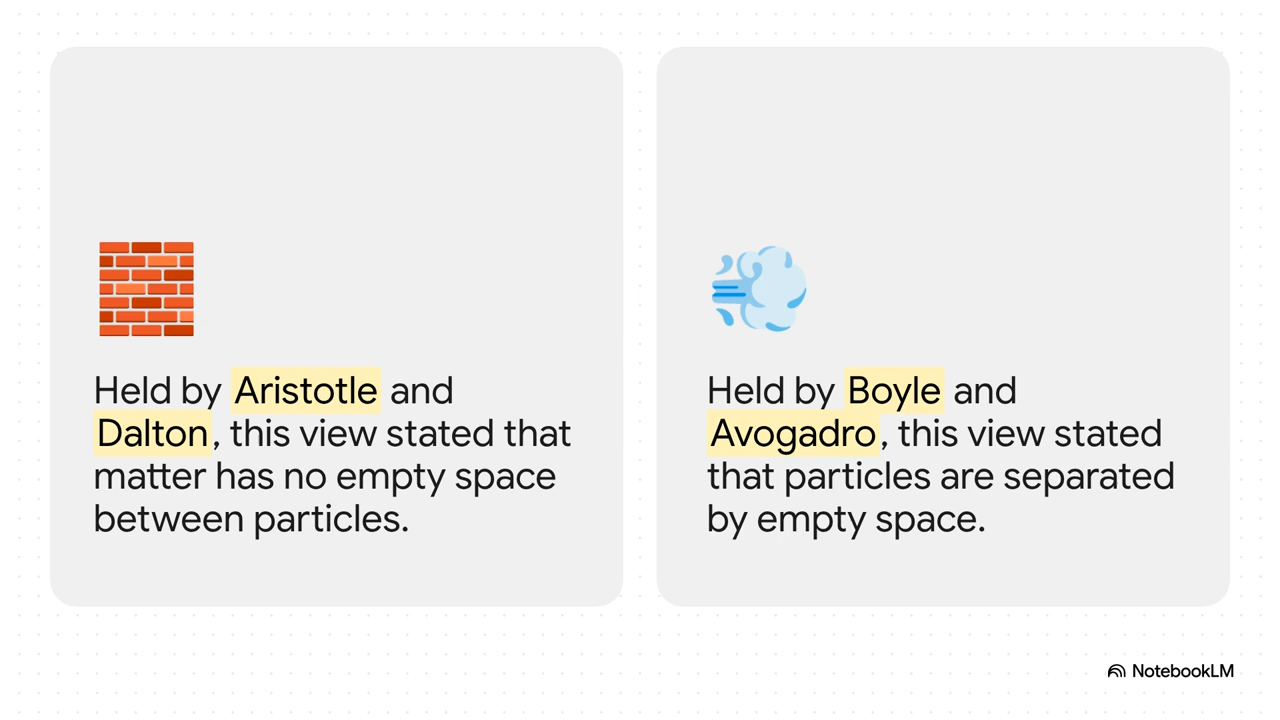 Held by Aristotle and
Dalton, this view stated that
matter has no empty space
between particles.
Held by Boyle and
Avogadro, this view stated
that particles are separated
by empty space.
NotebookLM